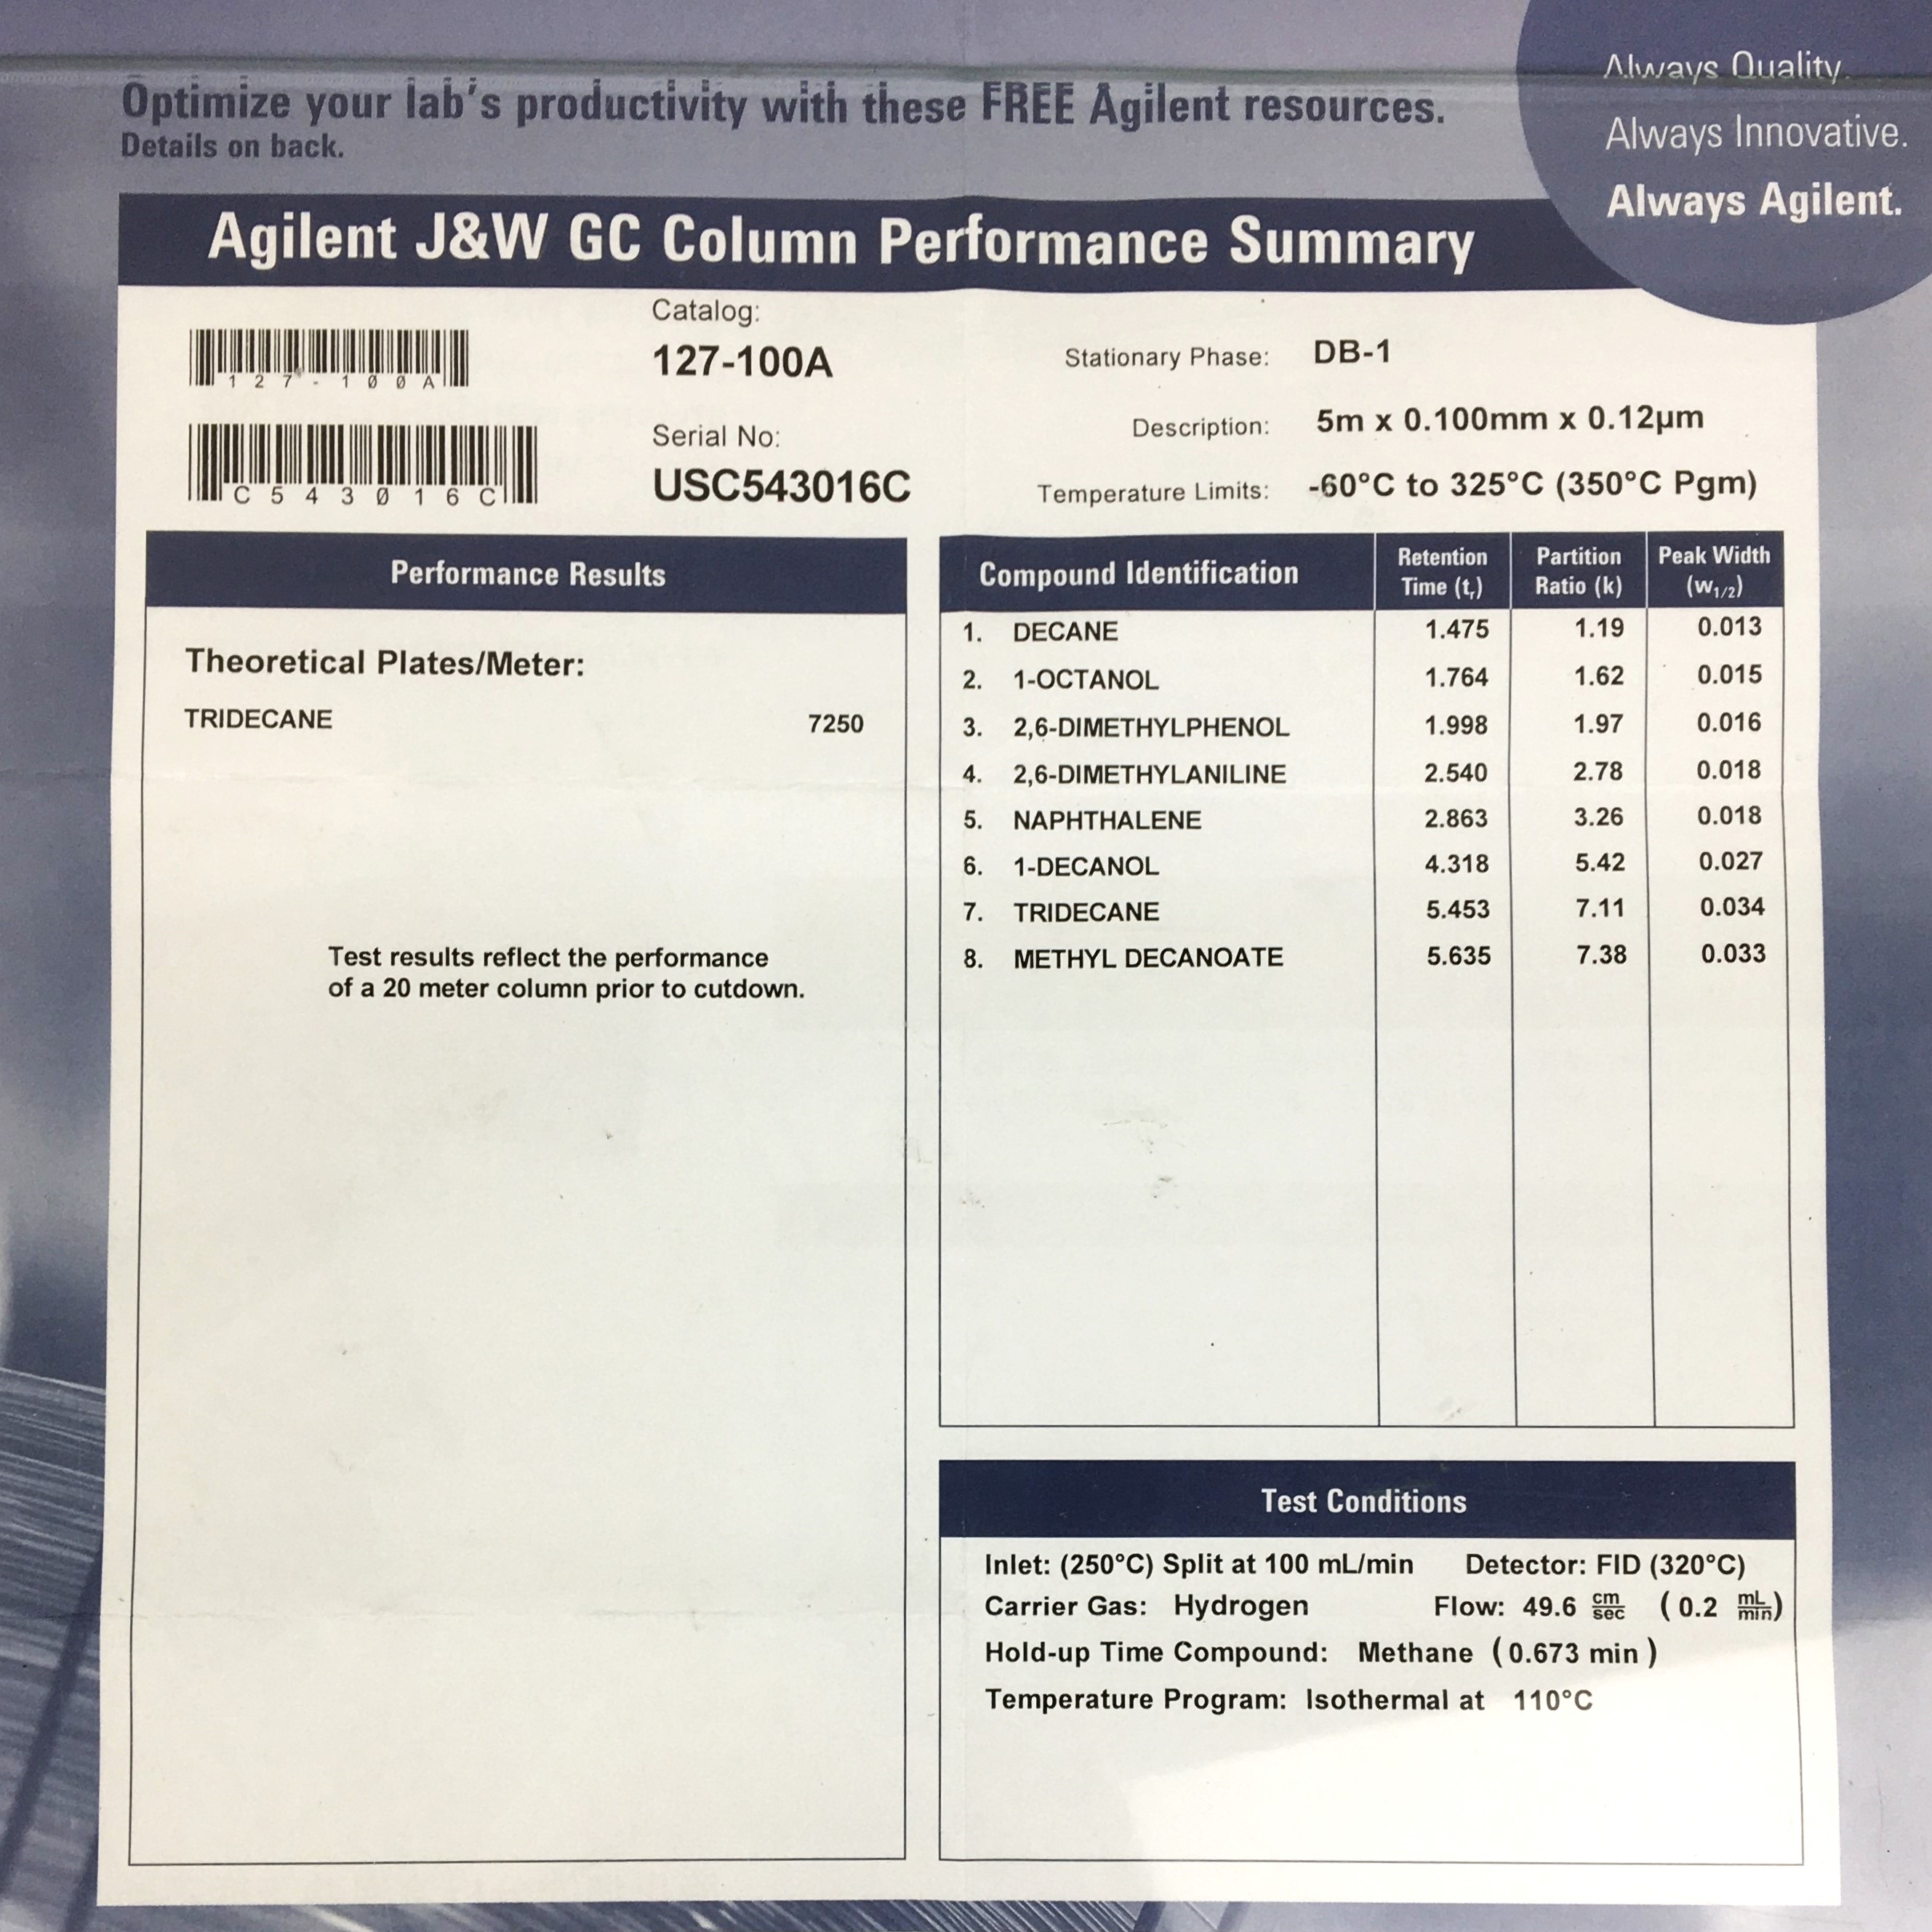 Always Quality.
Always Innovative.
Always Agilent.
Optimize your lab's productivity with these FREE Agilent resources.
Details on back.
Agilent J&W GC Column Performance Summary
127-100A
Catalog:
127-100A
C543016C
Serial No:
USC543016C
Stationary Phase: DB-1
Description: 5m x 0.100mm x 0.12µm
Temperature Limits: -60°C to 325°C (350°C Pgm)
Performance Results
Theoretical Plates/Meter:
TRIDECANE 7250
Test results reflect the performance
of a 20 meter column prior to cutdown.
Compound Identification Retention Time (tr) Partition Ratio (k) Peak Width (w1/2)
1. DECANE 1.475 1.19 0.013
2. 1-OCTANOL 1.764 1.62 0.015
3. 2,6-DIMETHYLPHENOL 1.998 1.97 0.016
4. 2,6-DIMETHYLANILINE 2.540 2.78 0.018
5. NAPHTHALENE 2.863 3.26 0.018
6. 1-DECANOL 4.318 5.42 0.027
7. TRIDECANE 5.453 7.11 0.034
8. METHYL DECANOATE 5.635 7.38 0.033
Test Conditions
Inlet: (250°C) Split at 100 mL/min Detector: FID (320°C)
Carrier Gas: Hydrogen Flow: 49.6 cm/sec (0.2 mL/min)
Hold-up Time Compound: Methane (0.673 min)
Temperature Program: Isothermal at 110°C